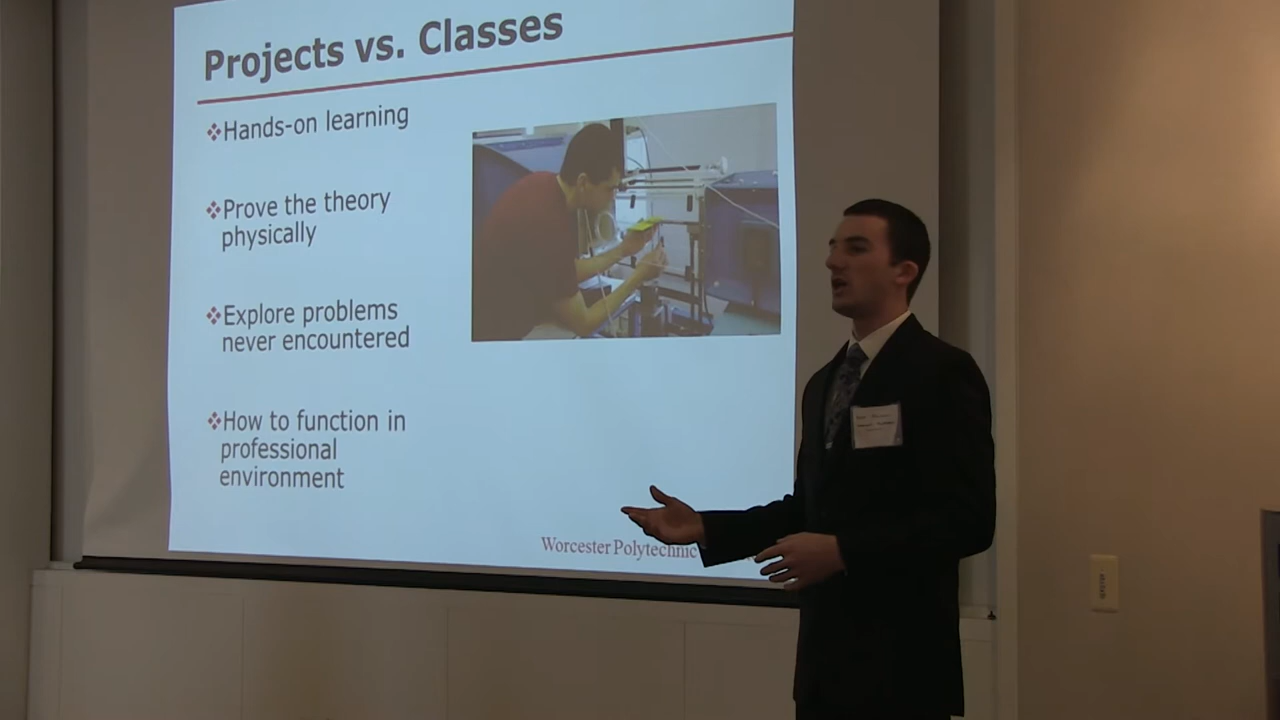 Projects vs. Classes
Hands-on learning
Prove the theory
physically
Explore problems
never encountered
How to function in
professional
environment
Worcester Polytechnic